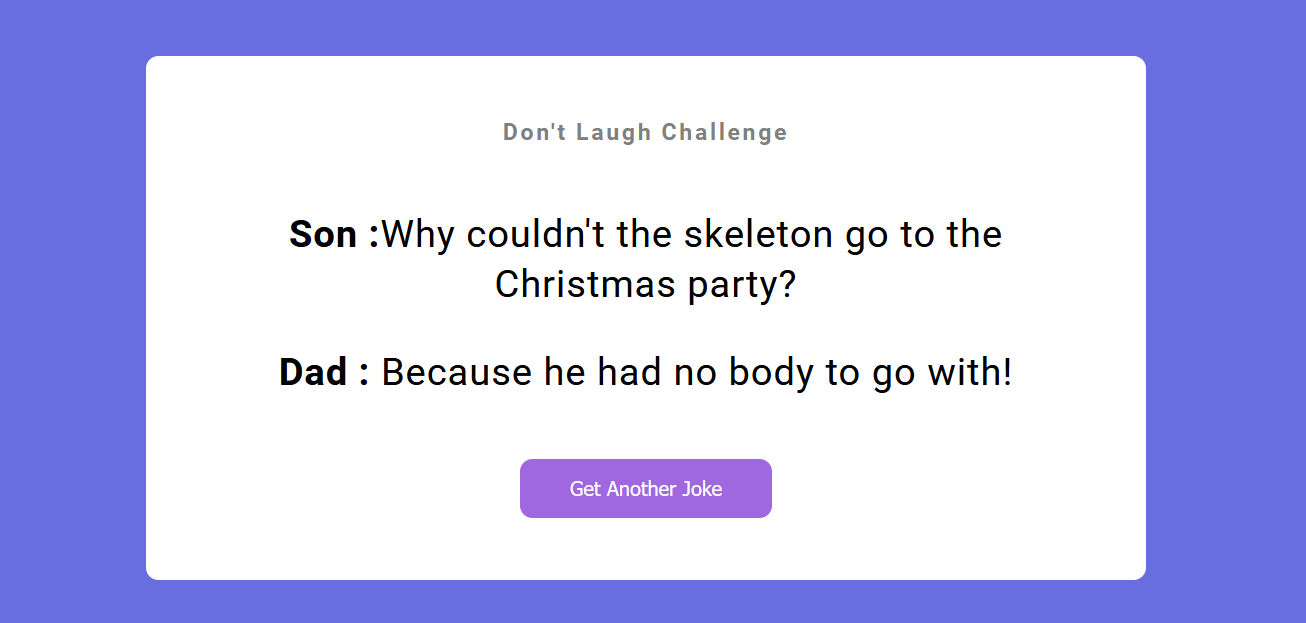 Don't Laugh Challenge
Son :Why couldn't the skeleton go to the
Christmas party?
Dad : Because he had no body to go with!
Get Another Joke